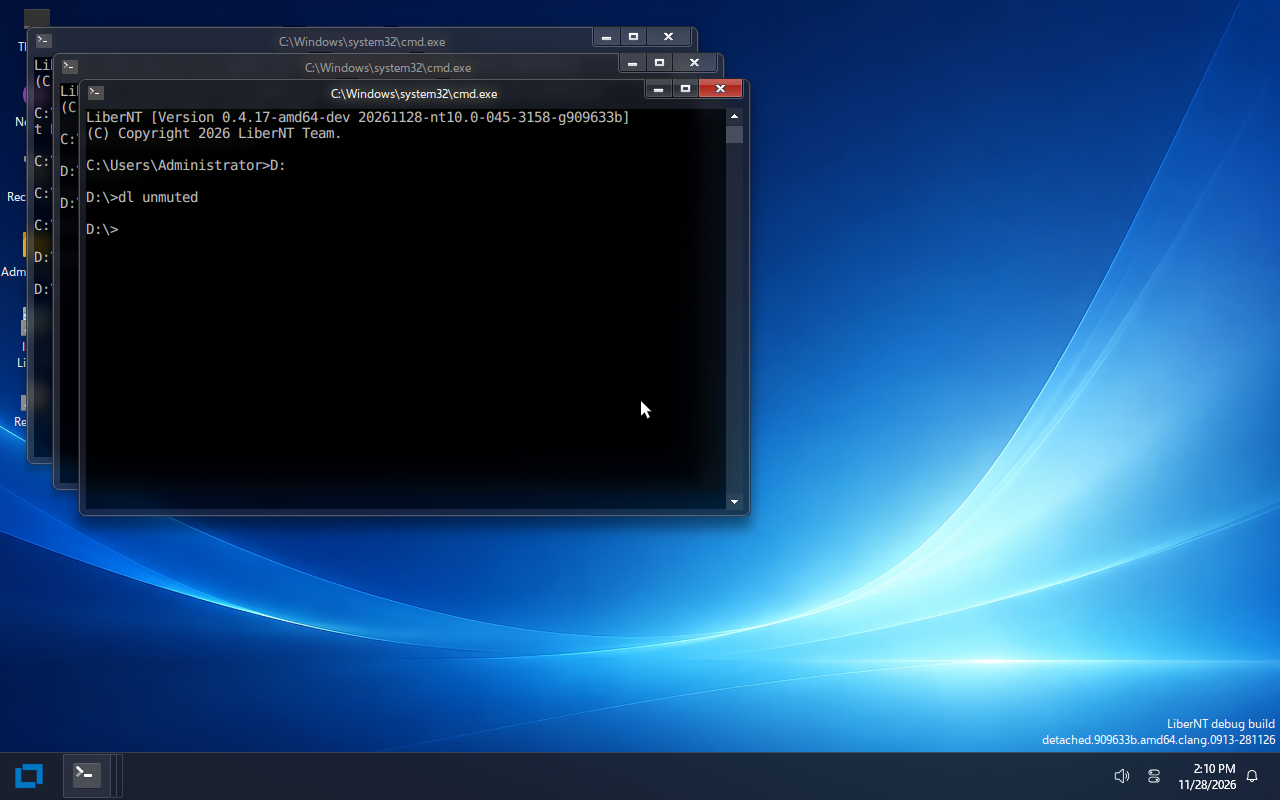 C:\Windows\system32\cmd.exe
C:\Windows\system32\cmd.exe
C:\Windows\system32\cmd.exe
LiberNT [Version 0.4.17-amd64-dev 20261128-nt10.0-045-3158-g909633b]
(C) Copyright 2026 LiberNT Team.
C:\Users\Administrator>D:
D:\>dl unmuted
D:\>
LiberNT debug build
detached.909633b.amd64.clang.0913-281126
2:10 PM
11/28/2026